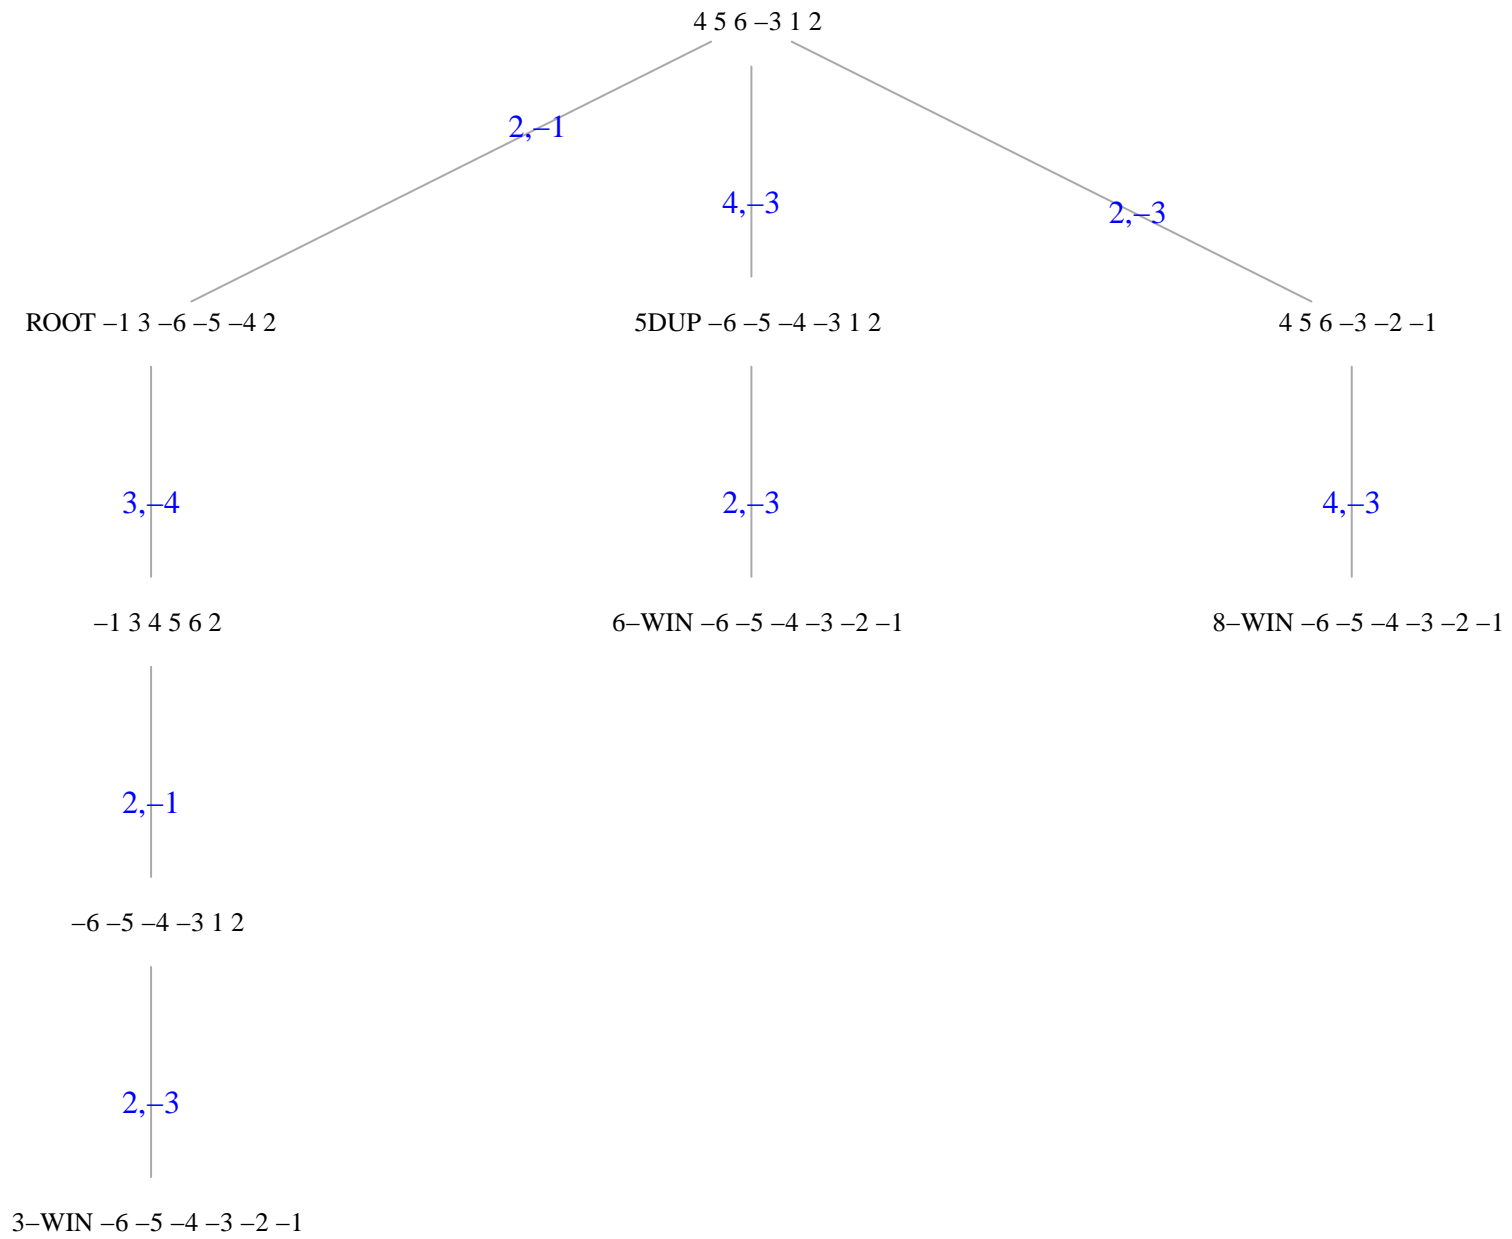 4 5 6 –3 1 2
2,–1
4,–3
2,–3
ROOT –1 3 –6 –5 –4 2
5DUP –6 –5 –4 –3 1 2
4 5 6 –3 –2 –1
3,–4
2,–3
4,–3
–1 3 4 5 6 2
6–WIN –6 –5 –4 –3 –2 –1
8–WIN –6 –5 –4 –3 –2 –1
2,–1
–6 –5 –4 –3 1 2
2,–3
3–WIN –6 –5 –4 –3 –2 –1